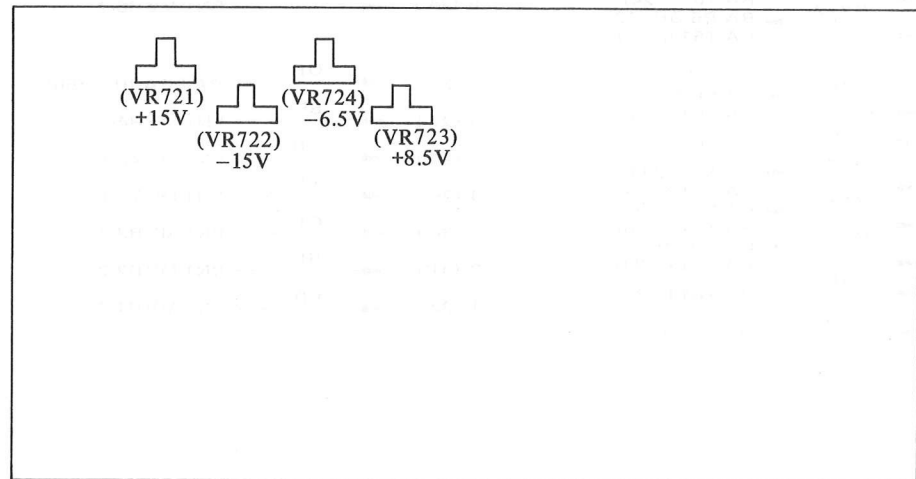 (VR721)
+15V
(VR722)
−15V
(VR724)
−6.5V
(VR723)
+8.5V